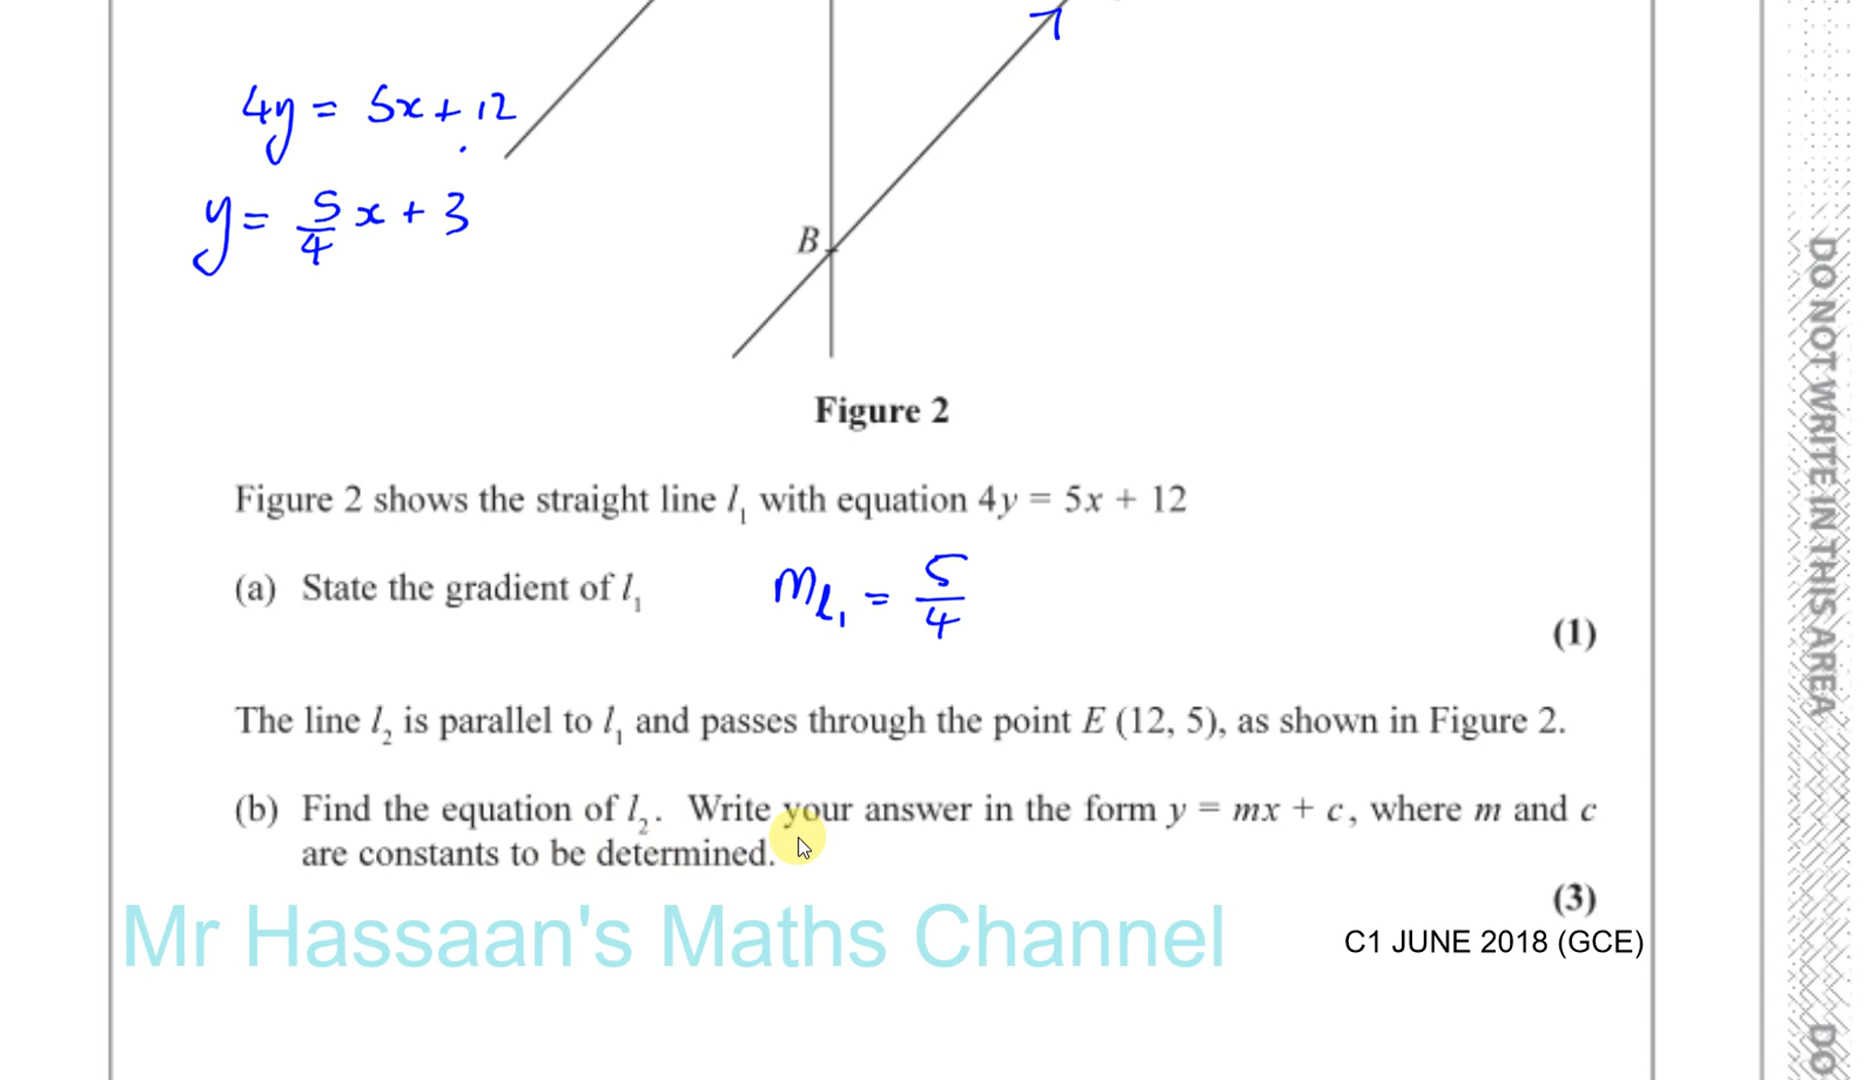 4y = 5x + 12
y = 5/4 x + 3
B
Figure 2
Figure 2 shows the straight line l₁ with equation 4y = 5x + 12
(a) State the gradient of l₁
m_l₁ = 5/4
(1)
The line l₂ is parallel to l₁ and passes through the point E (12, 5), as shown in Figure 2.
(b) Find the equation of l₂. Write your answer in the form y = mx + c, where m and c
are constants to be determined.
(3)
Mr Hassaan's Maths Channel
C1 JUNE 2018 (GCE)
DO NOT WRITE IN THIS AREA
DO